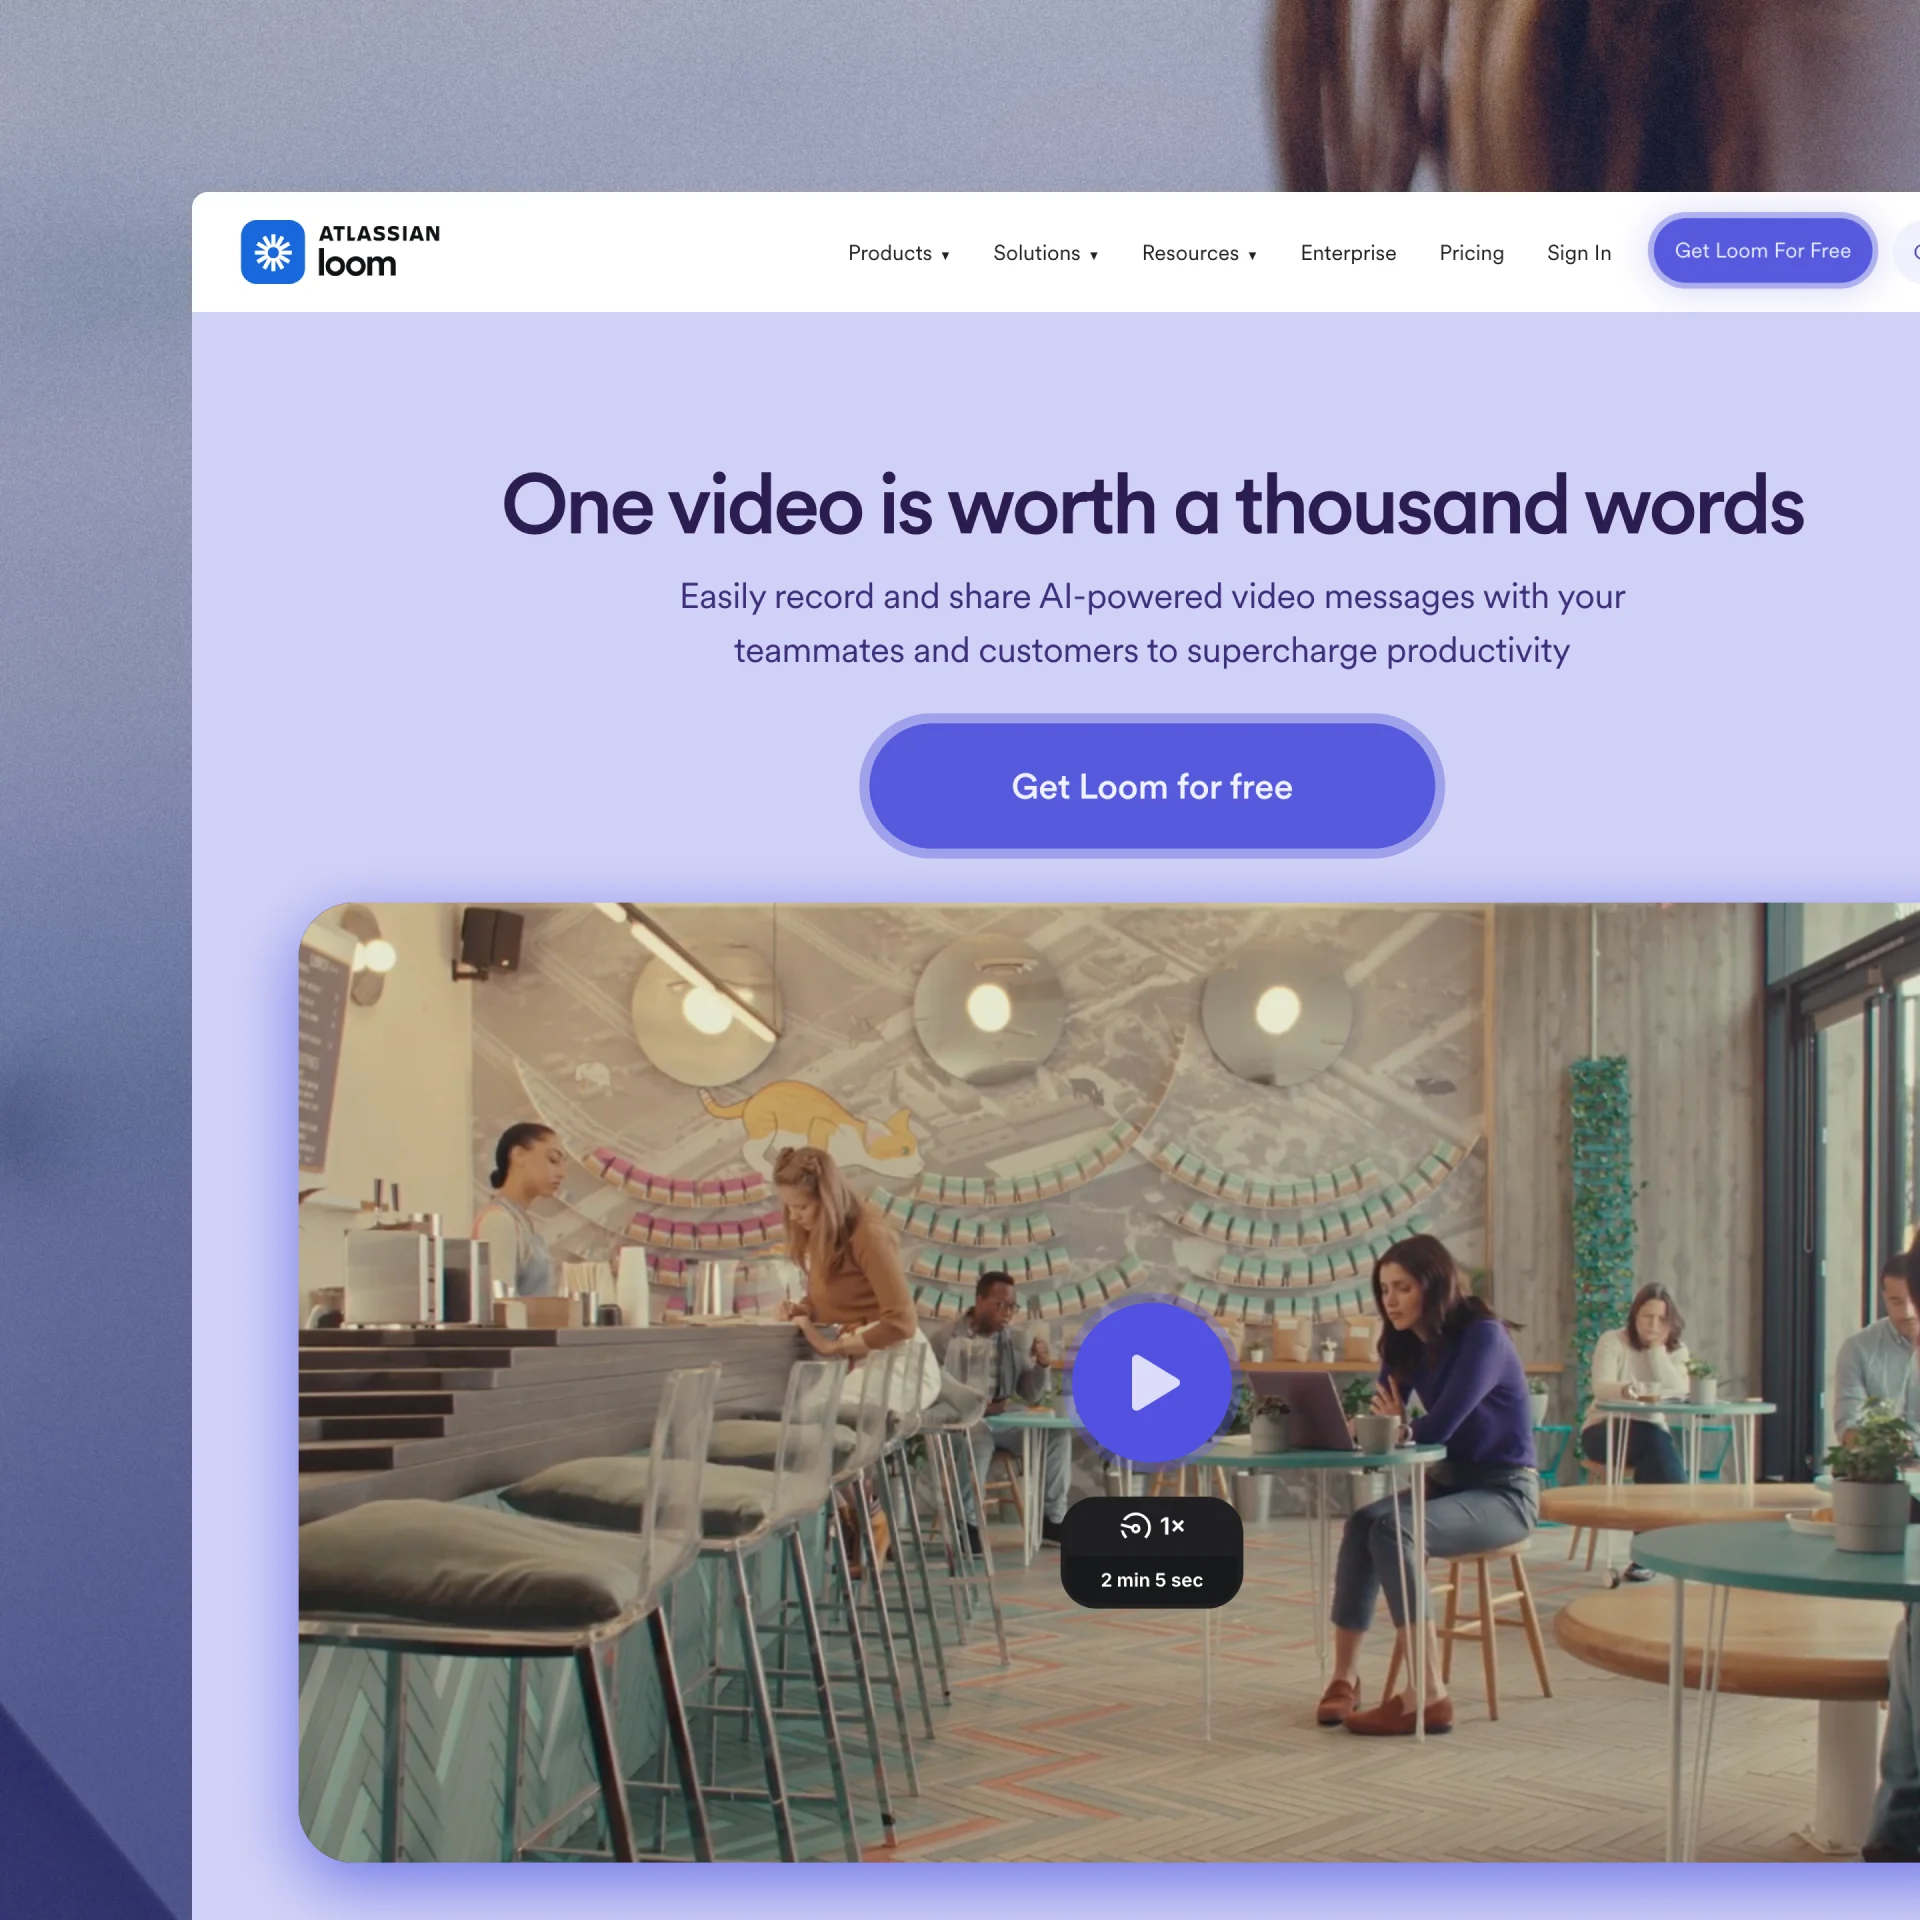 ATLASSIAN
loom
Products ▾ Solutions ▾ Resources ▾ Enterprise Pricing Sign In Get Loom For Free
One video is worth a thousand words
Easily record and share AI-powered video messages with your
teammates and customers to supercharge productivity
Get Loom for free
1×
2 min 5 sec